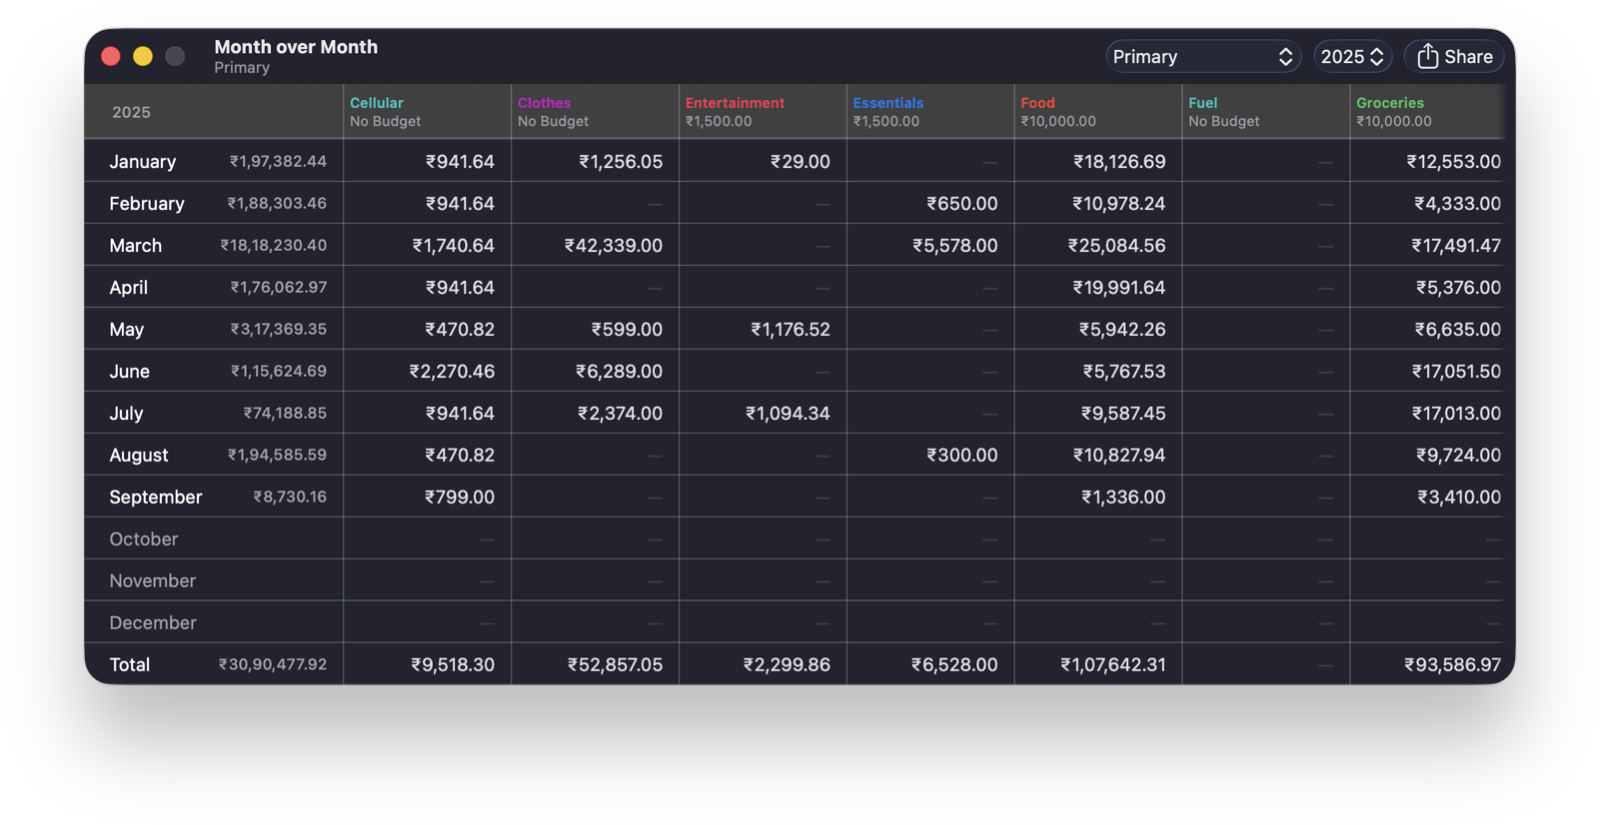 Month over Month
Primary
Primary 2025 Share
2025 Cellular Clothes Entertainment Essentials Food Fuel Groceries
No Budget No Budget ₹1,500.00 ₹1,500.00 ₹10,000.00 No Budget ₹10,000.00
January ₹1,97,382.44 ₹941.64 ₹1,256.05 ₹29.00 — ₹18,126.69 — ₹12,553.00
February ₹1,88,303.46 ₹941.64 — — ₹650.00 ₹10,978.24 — ₹4,333.00
March ₹18,18,230.40 ₹1,740.64 ₹42,339.00 — ₹5,578.00 ₹25,084.56 — ₹17,491.47
April ₹1,76,062.97 ₹941.64 — — — ₹19,991.64 — ₹5,376.00
May ₹3,17,369.35 ₹470.82 ₹599.00 ₹1,176.52 — ₹5,942.26 — ₹6,635.00
June ₹1,15,624.69 ₹2,270.46 ₹6,289.00 — — ₹5,767.53 — ₹17,051.50
July ₹74,188.85 ₹941.64 ₹2,374.00 ₹1,094.34 — ₹9,587.45 — ₹17,013.00
August ₹1,94,585.59 ₹470.82 — — ₹300.00 ₹10,827.94 — ₹9,724.00
September ₹8,730.16 ₹799.00 — — — ₹1,336.00 — ₹3,410.00
October — — — — — — —
November — — — — — — —
December — — — — — — —
Total ₹30,90,477.92 ₹9,518.30 ₹52,857.05 ₹2,299.86 ₹6,528.00 ₹1,07,642.31 — ₹93,586.97